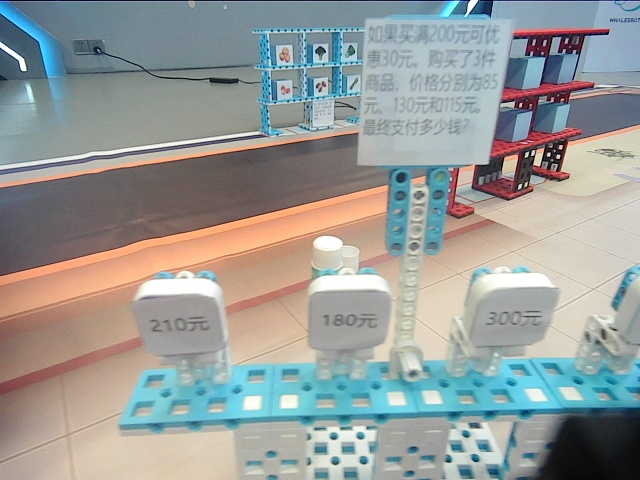 WHALESBOT
如果买满200元可优
惠30元，购买了3件
商品，价格分别为85
元、130元和115元，
最终支付多少钱？
210元
180元
300元